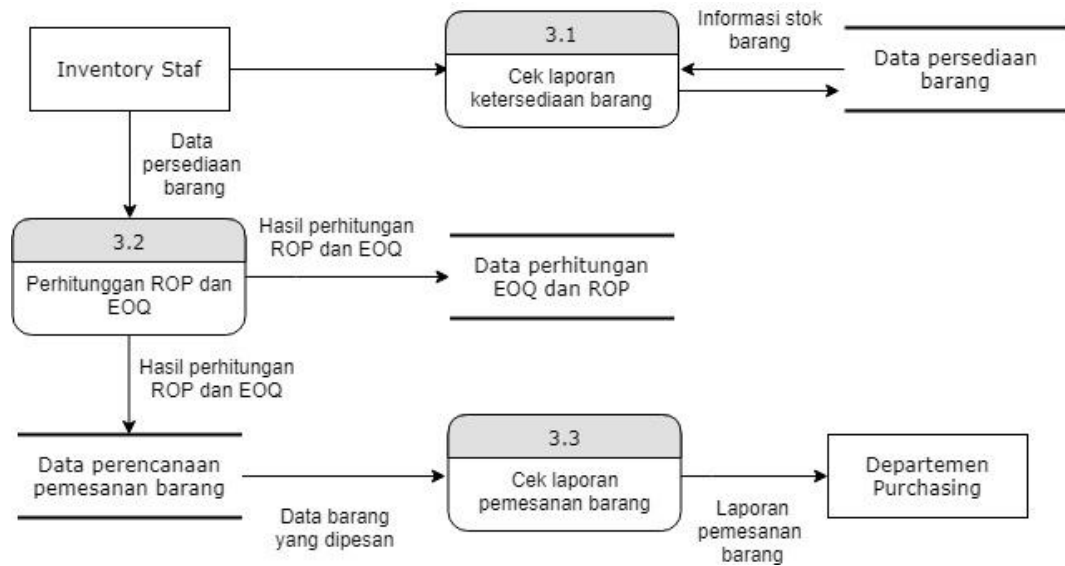 Inventory Staf
3.1
Cek laporan
ketersediaan barang
Informasi stok
barang
Data persediaan
barang
Data
persediaan
barang
3.2
Perhitunggan ROP dan
EOQ
Hasil perhitungan
ROP dan EOQ
Data perhitungan
EOQ dan ROP
Hasil perhitungan
ROP dan EOQ
Data perencanaan
pemesanan barang
Data barang
yang dipesan
3.3
Cek laporan
pemesanan barang
Laporan
pemesanan
barang
Departemen
Purchasing